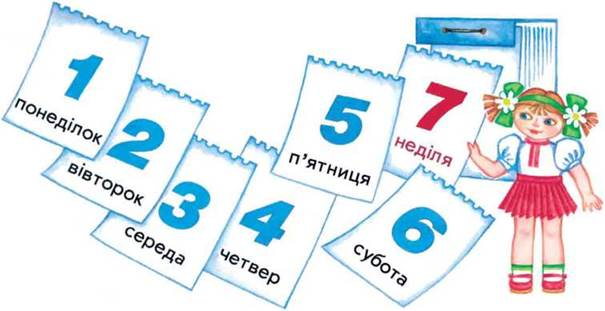 1
понеділок
2
вівторок
3
середа
4
четвер
5
п'ятниця
6
субота
7
неділя